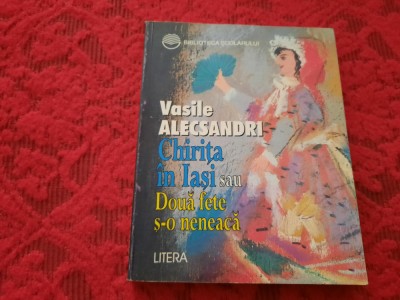 BIBLIOTECA ȘCOLARULUI
Vasile
ALECSANDRI
Chirița
în Iași sau
Două fete
ș-o neneacă
LITERA